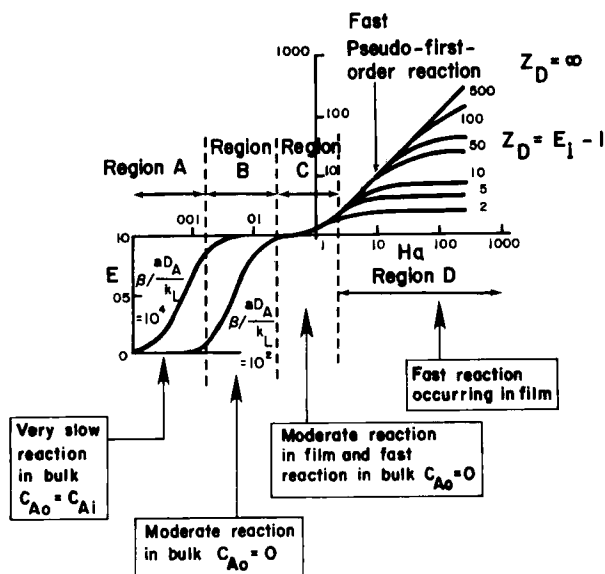 Fast
Pseudo-first-
order reaction
Z_D = ∞
1000
100
10
500
100
50
Z_D = E_i - 1
10
5
2
Region A
Region
B
Region
C
001
01
1
10
100
1000
Ha
Region D
10
E
05
0
β/aD_A/k_L
=10⁴
β/aD_A/k_L
=10²
Fast reaction
occurring in film
Very slow
reaction
in bulk
C_Ao = C_Ai
Moderate reaction
in film and fast
reaction in bulk C_Ao=0
Moderate reaction
in bulk C_Ao = 0